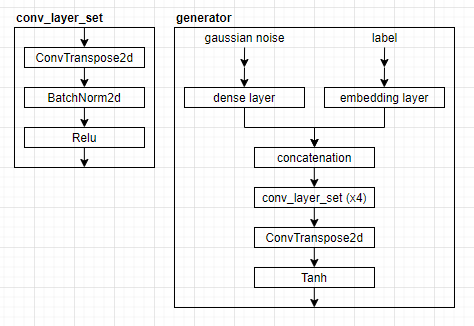 conv_layer_set
ConvTranspose2d
BatchNorm2d
Relu
generator
gaussian noise
label
dense layer
embedding layer
concatenation
conv_layer_set (x4)
ConvTranspose2d
Tanh